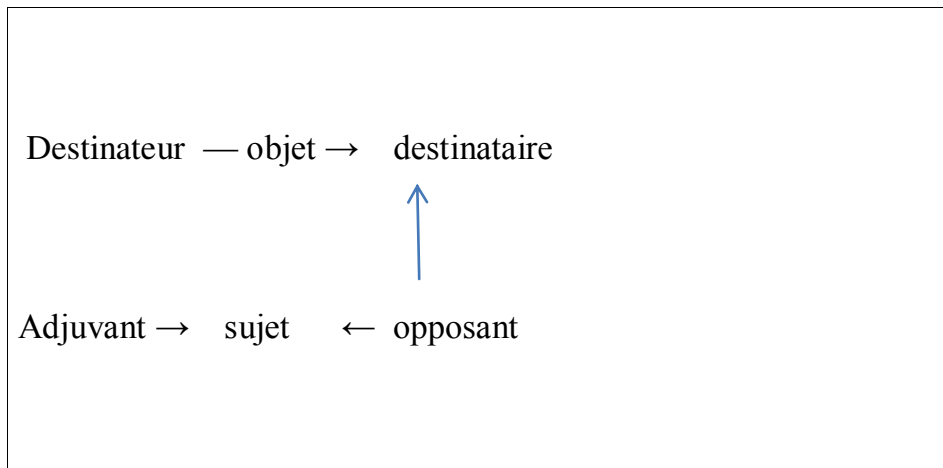 Destinateur — objet → destinataire
Adjuvant → sujet ← opposant